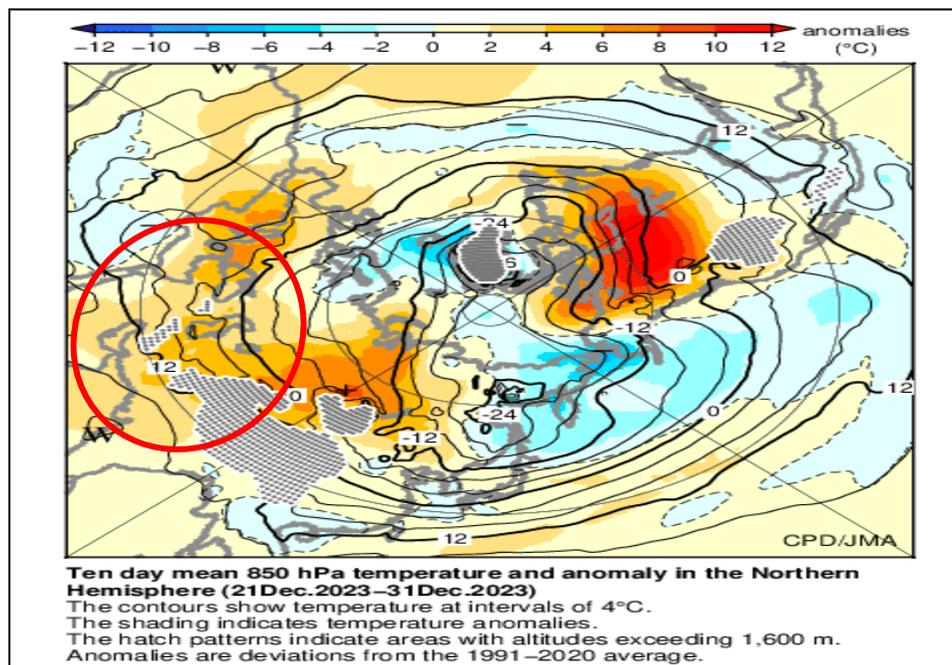 anomalies
−12 −10 −8 −6 −4 −2 0 2 4 6 8 10 12 (°C)
W
12
-24
6
0
-12
12
0
12
-24
0
W
-12
12
CPD/JMA
Ten day mean 850 hPa temperature and anomaly in the Northern
Hemisphere (21Dec.2023−31Dec.2023)
The contours show temperature at intervals of 4°C.
The shading indicates temperature anomalies.
The hatch patterns indicate areas with altitudes exceeding 1,600 m.
Anomalies are deviations from the 1991−2020 average.